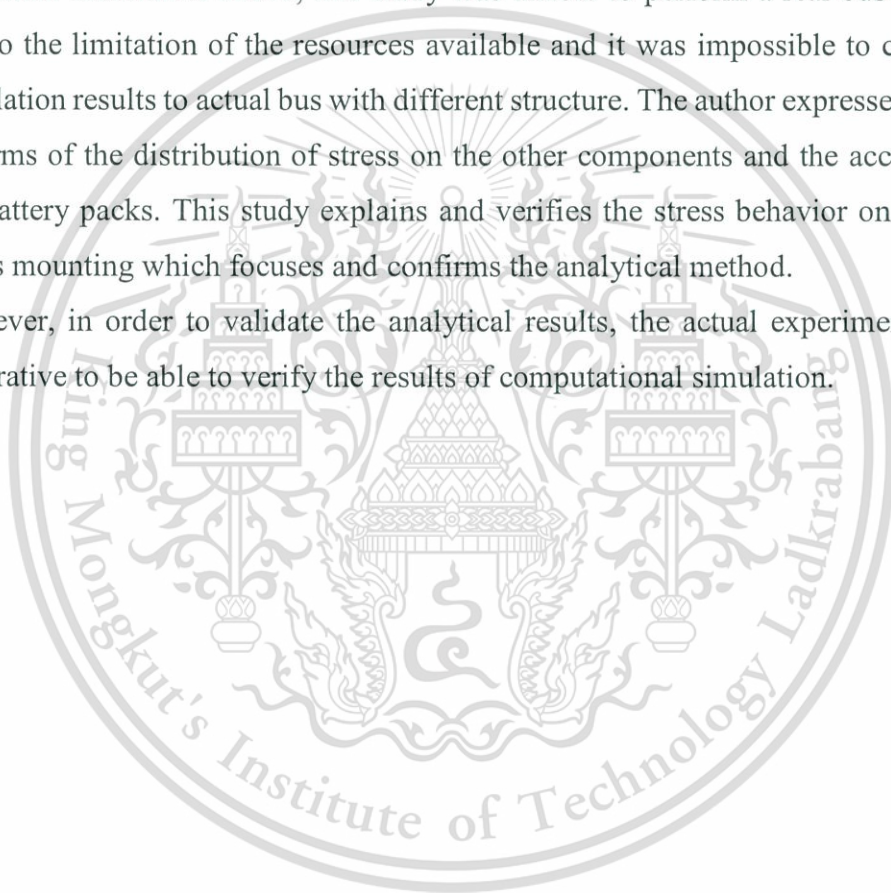 o the limitation of the resources available and it was impossible to c
lation results to actual bus with different structure. The author expresse
rms of the distribution of stress on the other components and the acc
attery packs. This study explains and verifies the stress behavior on
s mounting which focuses and confirms the analytical method.
ever, in order to validate the analytical results, the actual experime
rative to be able to verify the results of computational simulation.
King Mongkut's Institute of Technology Ladkrabang